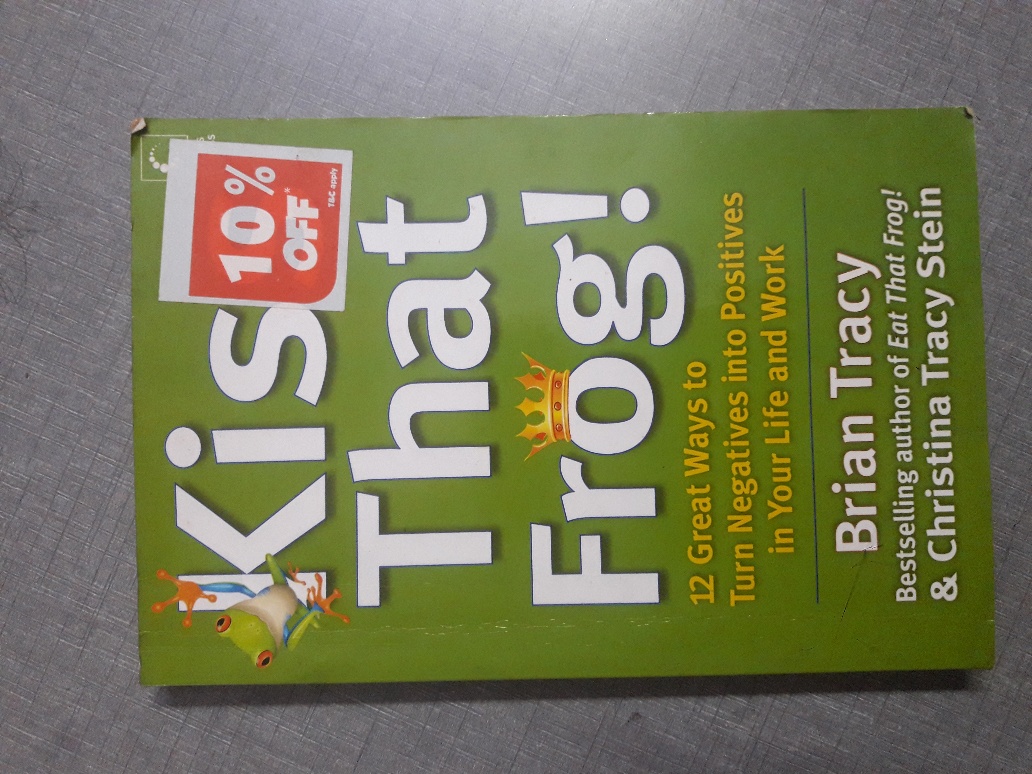 10%
OFF*
T&C apply
Kis
That
Frog!
12 Great Ways to
Turn Negatives into Positives
in Your Life and Work
Brian Tracy
Bestselling author of Eat That Frog!
& Christina Tracy Stein